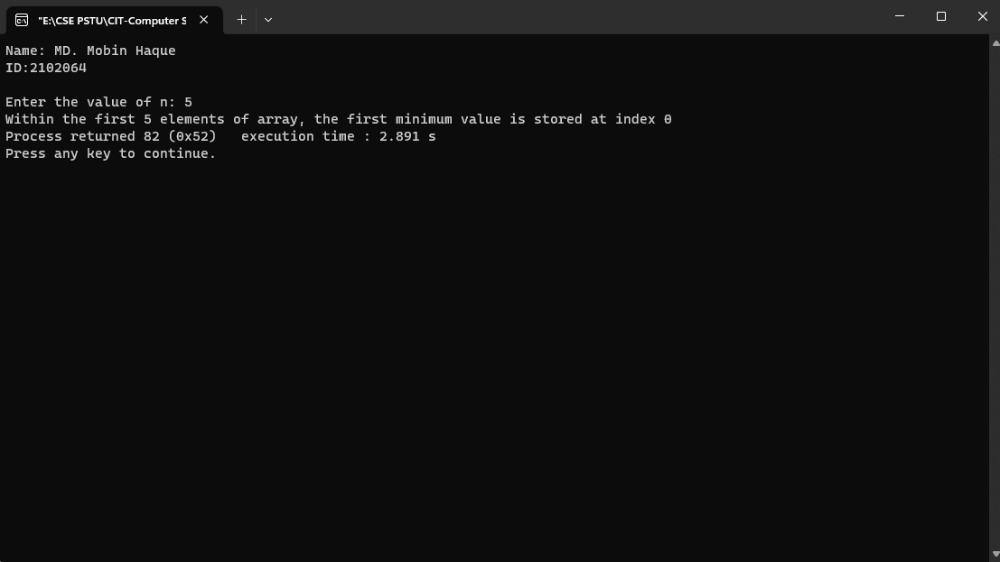 "E:\CSE PSTU\CIT-Computer S
Name: MD. Mobin Haque
ID:2102064
Enter the value of n: 5
Within the first 5 elements of array, the first minimum value is stored at index 0
Process returned 82 (0x52)   execution time : 2.891 s
Press any key to continue.